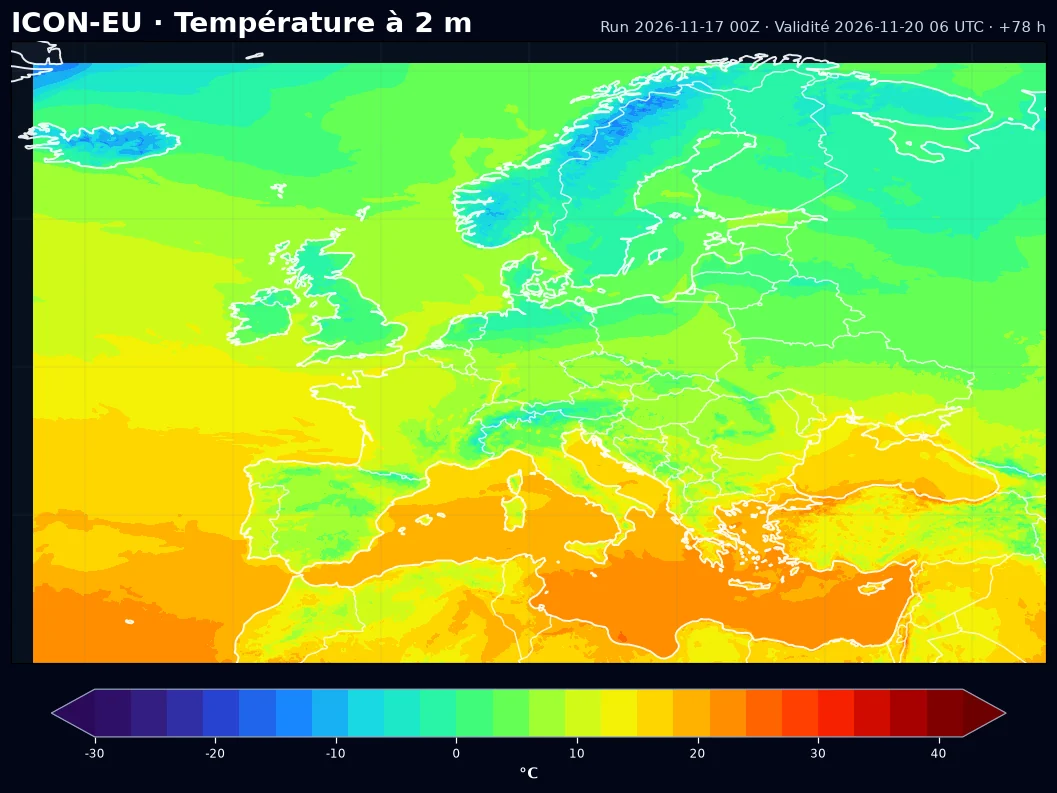 ICON-EU · Température à 2 m
Run 2026-11-17 00Z · Validité 2026-11-20 06 UTC · +78 h
-30 -20 -10 0 10 20 30 40
°C